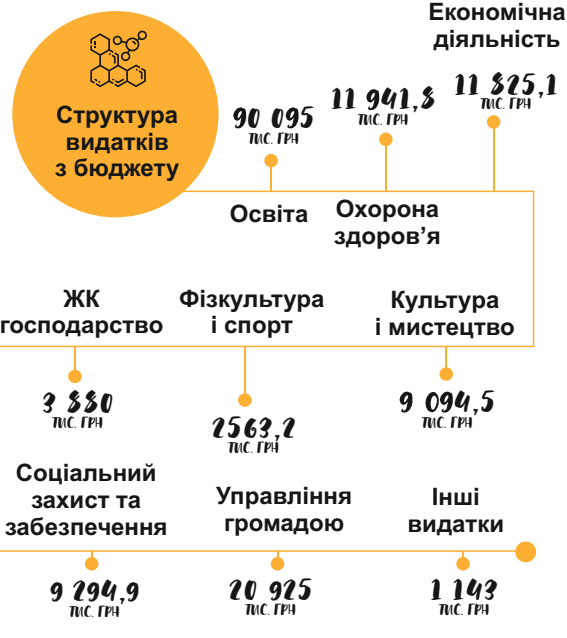 Структура
видатків
з бюджету
90 095
тис. грн
Освіта
11 941,8
тис. грн
Охорона
здоров’я
Економічна
діяльність
11 825,1
тис. грн
ЖК
господарство
3 880
тис. грн
Фізкультура
і спорт
2563,2
тис. грн
Культура
і мистецтво
9 094,5
тис. грн
Соціальний
захист та
забезпечення
9 294,9
тис. грн
Управління
громадою
20 925
тис. грн
Інші
видатки
1 143
тис. грн